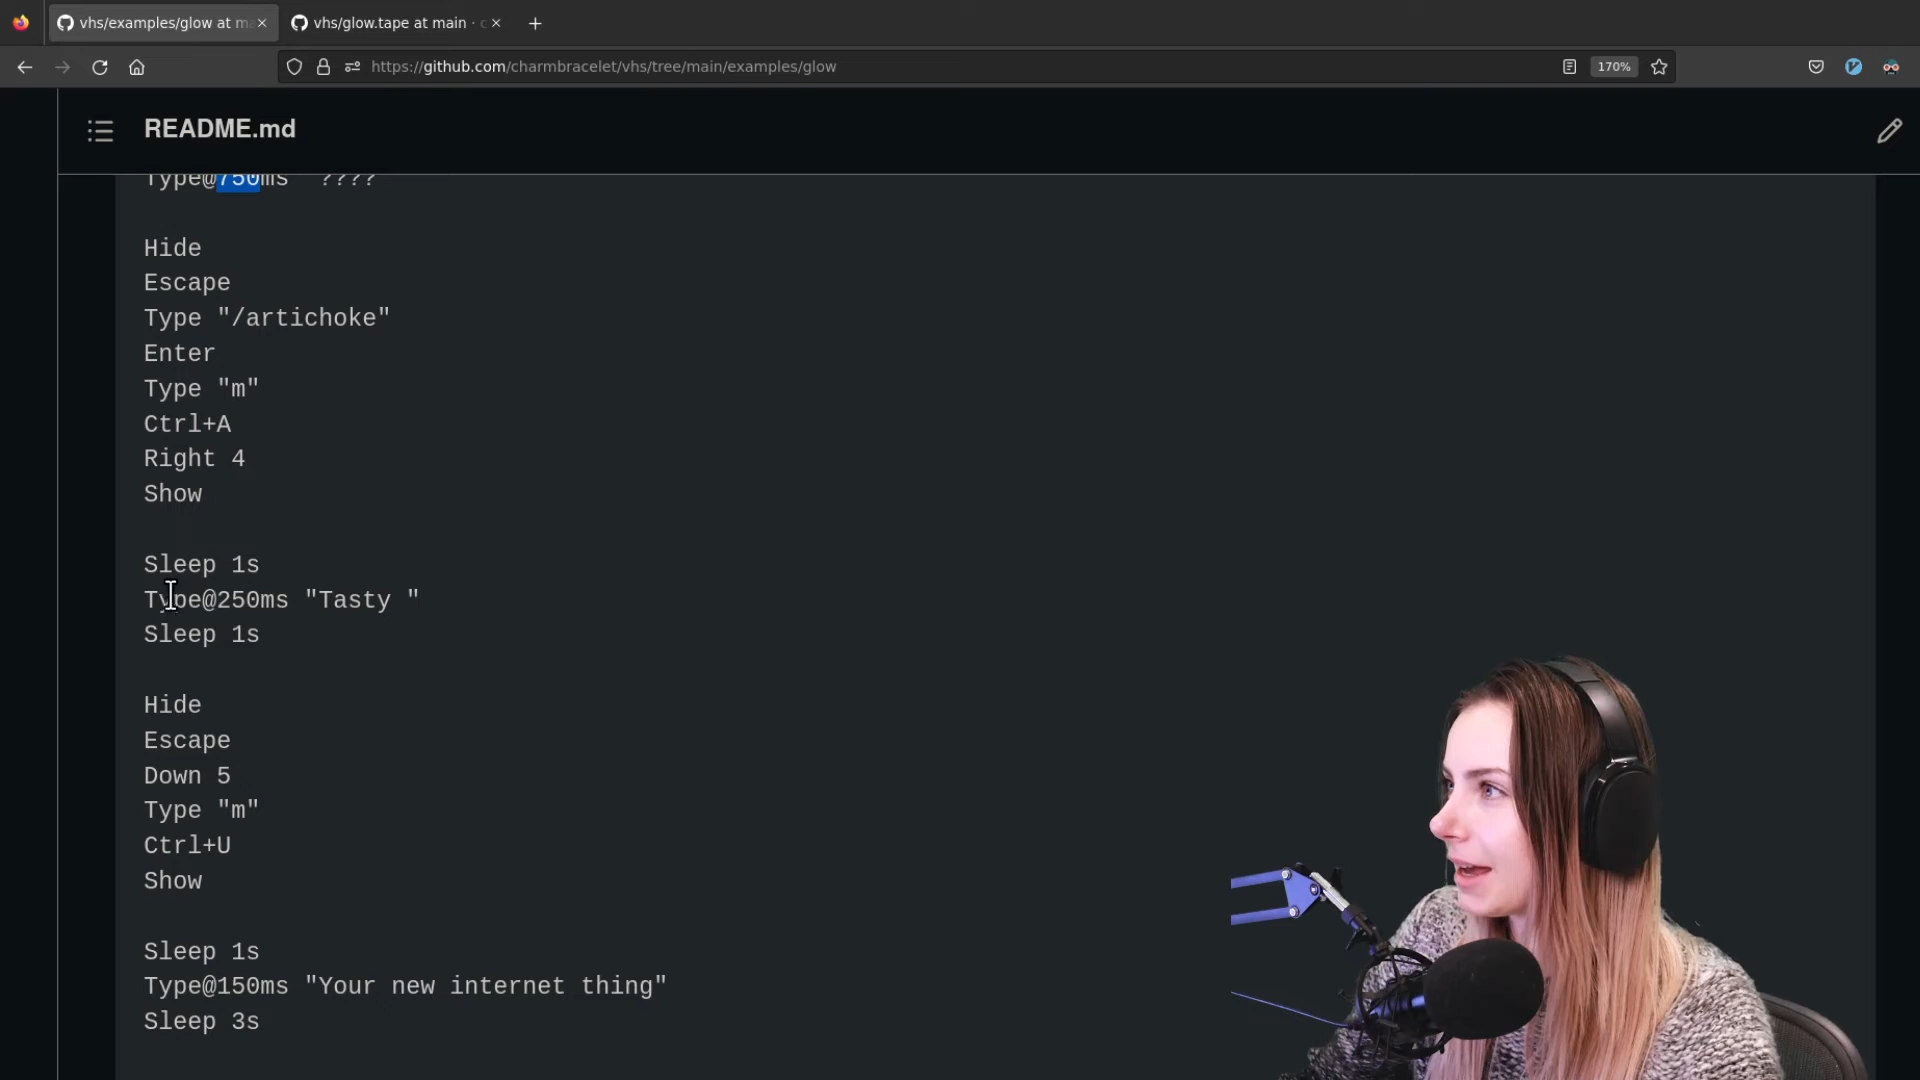 vhs/examples/glow at m
vhs/glow.tape at main · c
https://github.com/charmbracelet/vhs/tree/main/examples/glow
170%
README.md
Type@750ms "????"
Hide
Escape
Type "/artichoke"
Enter
Type "m"
Ctrl+A
Right 4
Show
Sleep 1s
Type@250ms "Tasty "
Sleep 1s
Hide
Escape
Down 5
Type "m"
Ctrl+U
Show
Sleep 1s
Type@150ms "Your new internet thing"
Sleep 3s